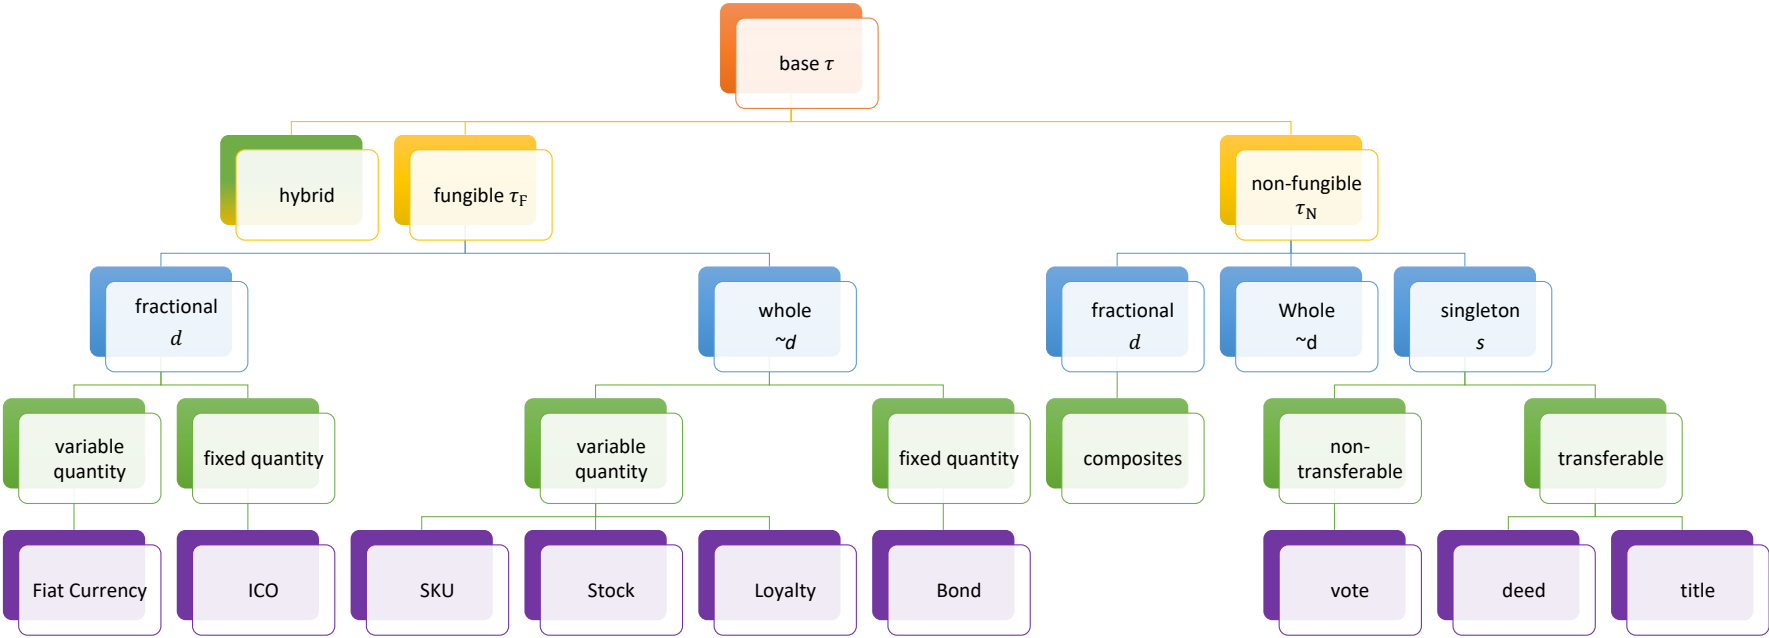 base τ
hybrid
fungible τF
non-fungible
τN
fractional
d
whole
~d
fractional
d
Whole
~d
singleton
s
variable
quantity
fixed quantity
variable
quantity
fixed quantity
composites
non-
transferable
transferable
Fiat Currency
ICO
SKU
Stock
Loyalty
Bond
vote
deed
title